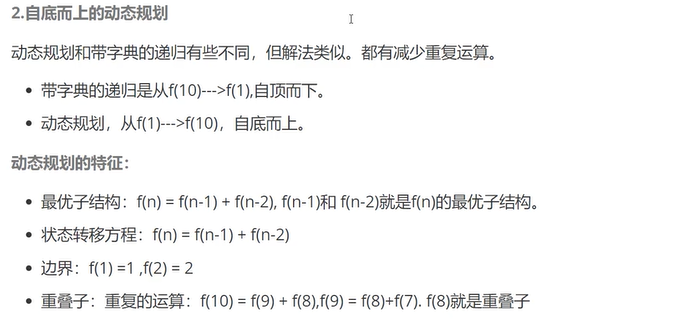 2.自底而上的动态规划
动态规划和带字典的递归有些不同，但解法类似。都有减少重复运算。
• 带字典的递归是从f(10)--->f(1),自顶而下。
• 动态规划，从f(1)--->f(10)，自底而上。
动态规划的特征：
• 最优子结构：f(n) = f(n-1) + f(n-2), f(n-1)和 f(n-2)就是f(n)的最优子结构。
• 状态转移方程：f(n) = f(n-1) + f(n-2)
• 边界：f(1) =1 ,f(2) = 2
• 重叠子：重复的运算：f(10) = f(9) + f(8),f(9) = f(8)+f(7). f(8)就是重叠子